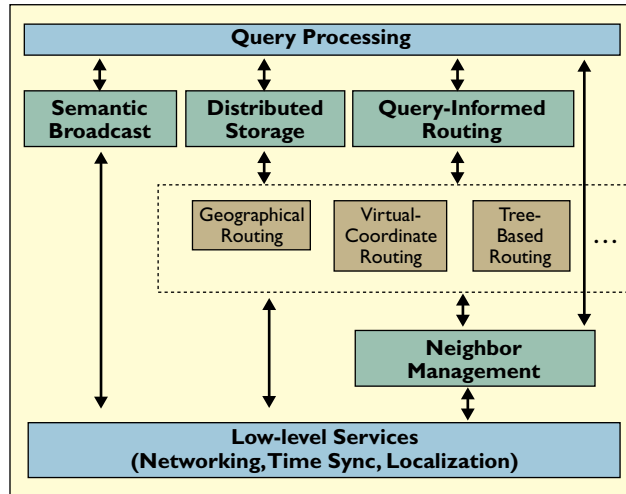 Query Processing
Semantic
Broadcast
Distributed
Storage
Query-Informed
Routing
Geographical
Routing
Virtual-
Coordinate
Routing
Tree-
Based
Routing
...
Neighbor
Management
Low-level Services
(Networking, Time Sync, Localization)